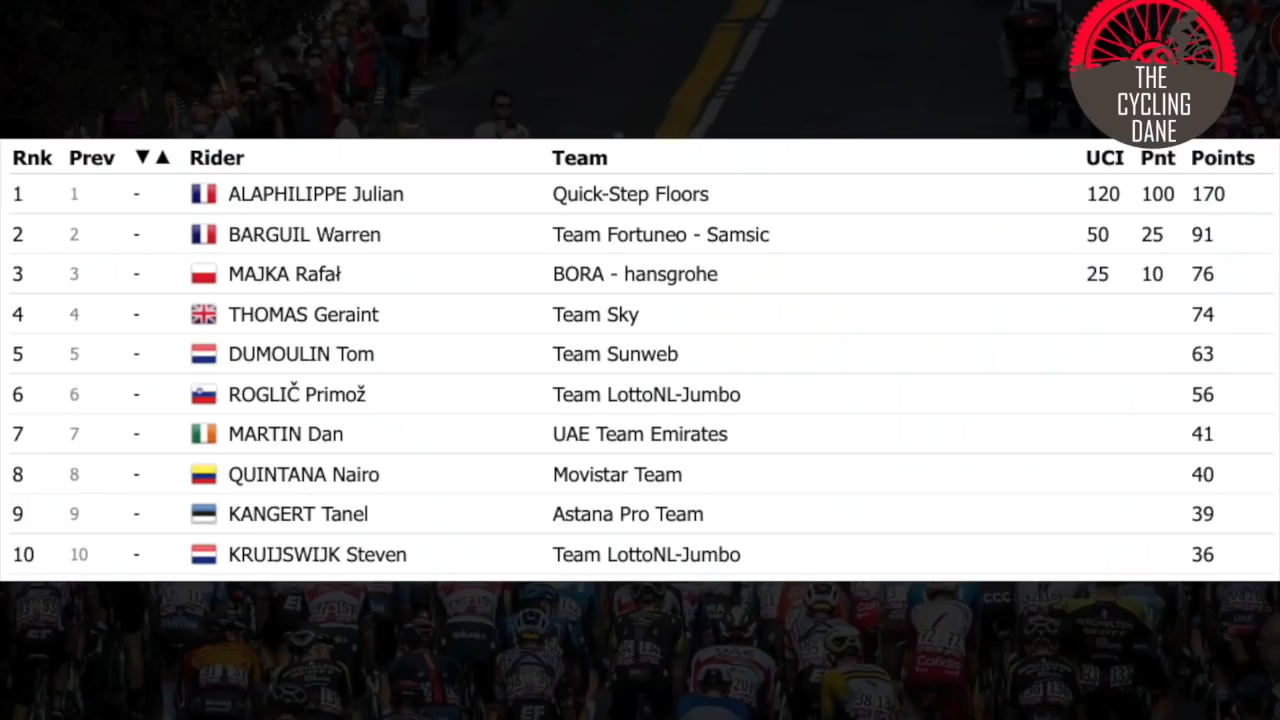 THE
CYCLING
DANE
Rnk Prev ▼▲ Rider Team UCI Pnt Points
1 1 - ALAPHILIPPE Julian Quick-Step Floors 120 100 170
2 2 - BARGUIL Warren Team Fortuneo - Samsic 50 25 91
3 3 - MAJKA Rafał BORA - hansgrohe 25 10 76
4 4 - THOMAS Geraint Team Sky 74
5 5 - DUMOULIN Tom Team Sunweb 63
6 6 - ROGLIČ Primož Team LottoNL-Jumbo 56
7 7 - MARTIN Dan UAE Team Emirates 41
8 8 - QUINTANA Nairo Movistar Team 40
9 9 - KANGERT Tanel Astana Pro Team 39
10 10 - KRUIJSWIJK Steven Team LottoNL-Jumbo 36
CCC
MITCHELTON
SCOTT
Cofidis